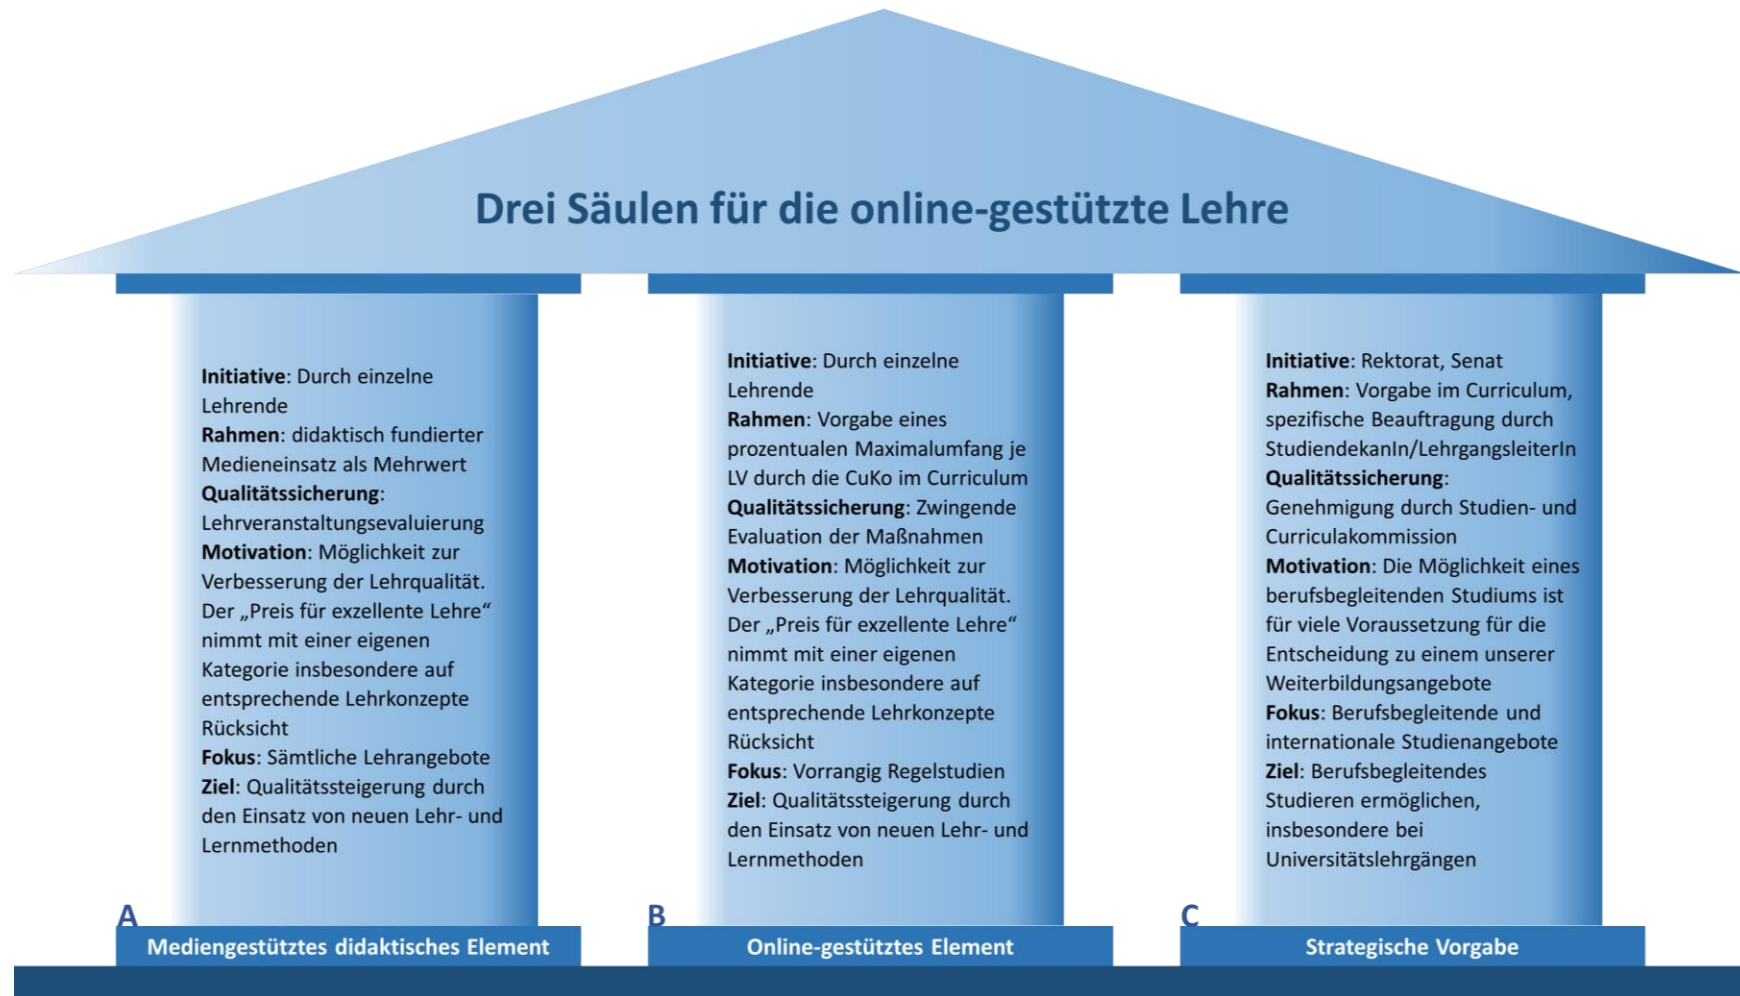 Drei Säulen für die online-gestützte Lehre
Initiative: Durch einzelne
Lehrende
Rahmen: didaktisch fundierter
Medieneinsatz als Mehrwert
Qualitätssicherung:
Lehrveranstaltungsevaluierung
Motivation: Möglichkeit zur
Verbesserung der Lehrqualität.
Der „Preis für exzellente Lehre“
nimmt mit einer eigenen
Kategorie insbesondere auf
entsprechende Lehrkonzepte
Rücksicht
Fokus: Sämtliche Lehrangebote
Ziel: Qualitätssteigerung durch
den Einsatz von neuen Lehr- und
Lernmethoden
A
Mediengestütztes didaktisches Element
Initiative: Durch einzelne
Lehrende
Rahmen: Vorgabe eines
prozentualen Maximalumfang je
LV durch die CuKo im Curriculum
Qualitätssicherung: Zwingende
Evaluation der Maßnahmen
Motivation: Möglichkeit zur
Verbesserung der Lehrqualität.
Der „Preis für exzellente Lehre“
nimmt mit einer eigenen
Kategorie insbesondere auf
entsprechende Lehrkonzepte
Rücksicht
Fokus: Vorrangig Regelstudien
Ziel: Qualitätssteigerung durch
den Einsatz von neuen Lehr- und
Lernmethoden
B
Online-gestütztes Element
Initiative: Rektorat, Senat
Rahmen: Vorgabe im Curriculum,
spezifische Beauftragung durch
StudiendekanIn/LehrgangsleiterIn
Qualitätssicherung:
Genehmigung durch Studien- und
Curriculakommission
Motivation: Die Möglichkeit eines
berufsbegleitenden Studiums ist
für viele Voraussetzung für die
Entscheidung zu einem unserer
Weiterbildungsangebote
Fokus: Berufsbegleitende und
internationale Studienangebote
Ziel: Berufsbegleitendes
Studieren ermöglichen,
insbesondere bei
Universitätslehrgängen
C
Strategische Vorgabe